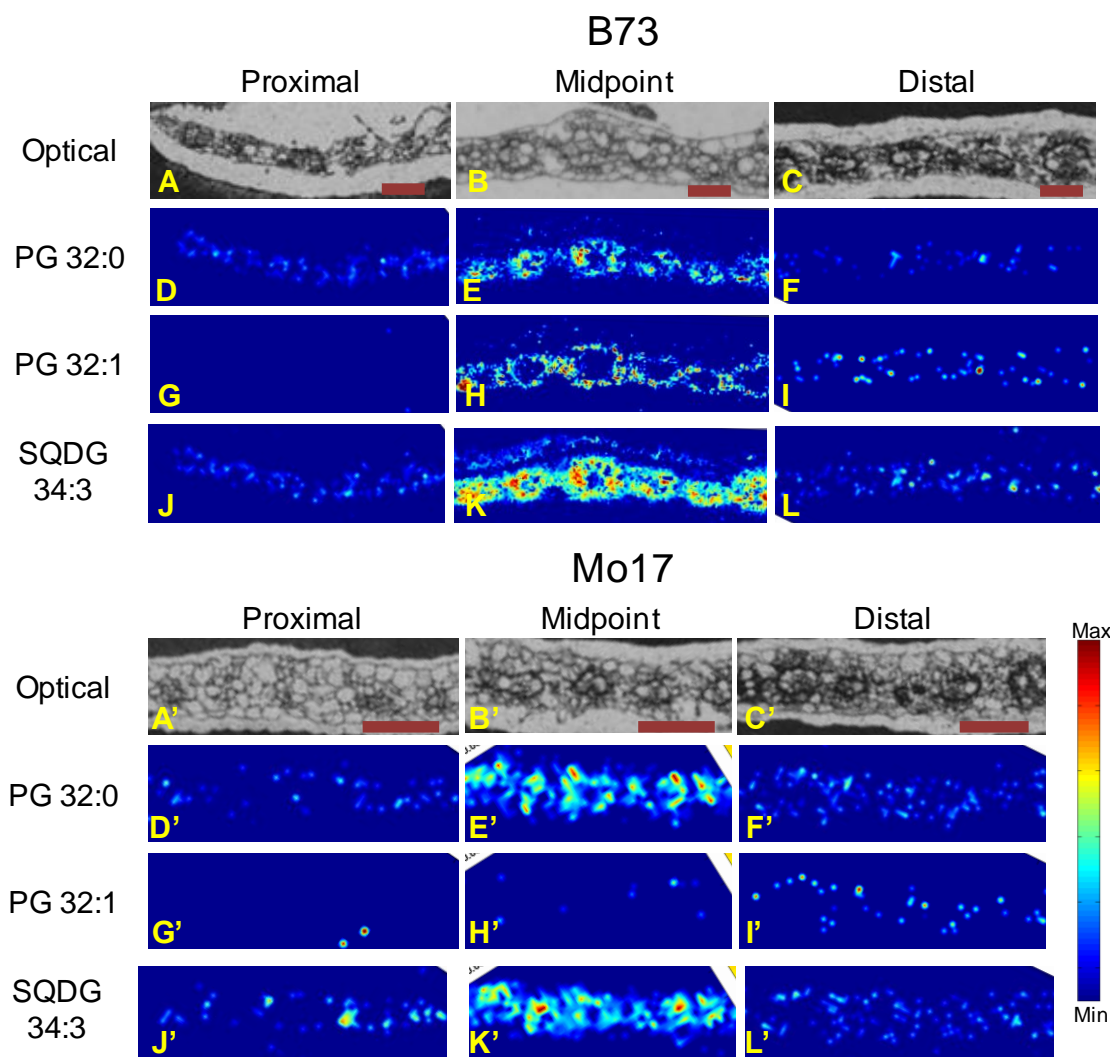 B73
Proximal Midpoint Distal
Optical
A B C
PG 32:0
D E F
PG 32:1
G H I
SQDG
34:3
J K L
Mo17
Proximal Midpoint Distal
Max
Optical
A’ B’ C’
PG 32:0
D’ E’ F’
PG 32:1
G’ H’ I’
SQDG
34:3
J’ K’ L’
Min